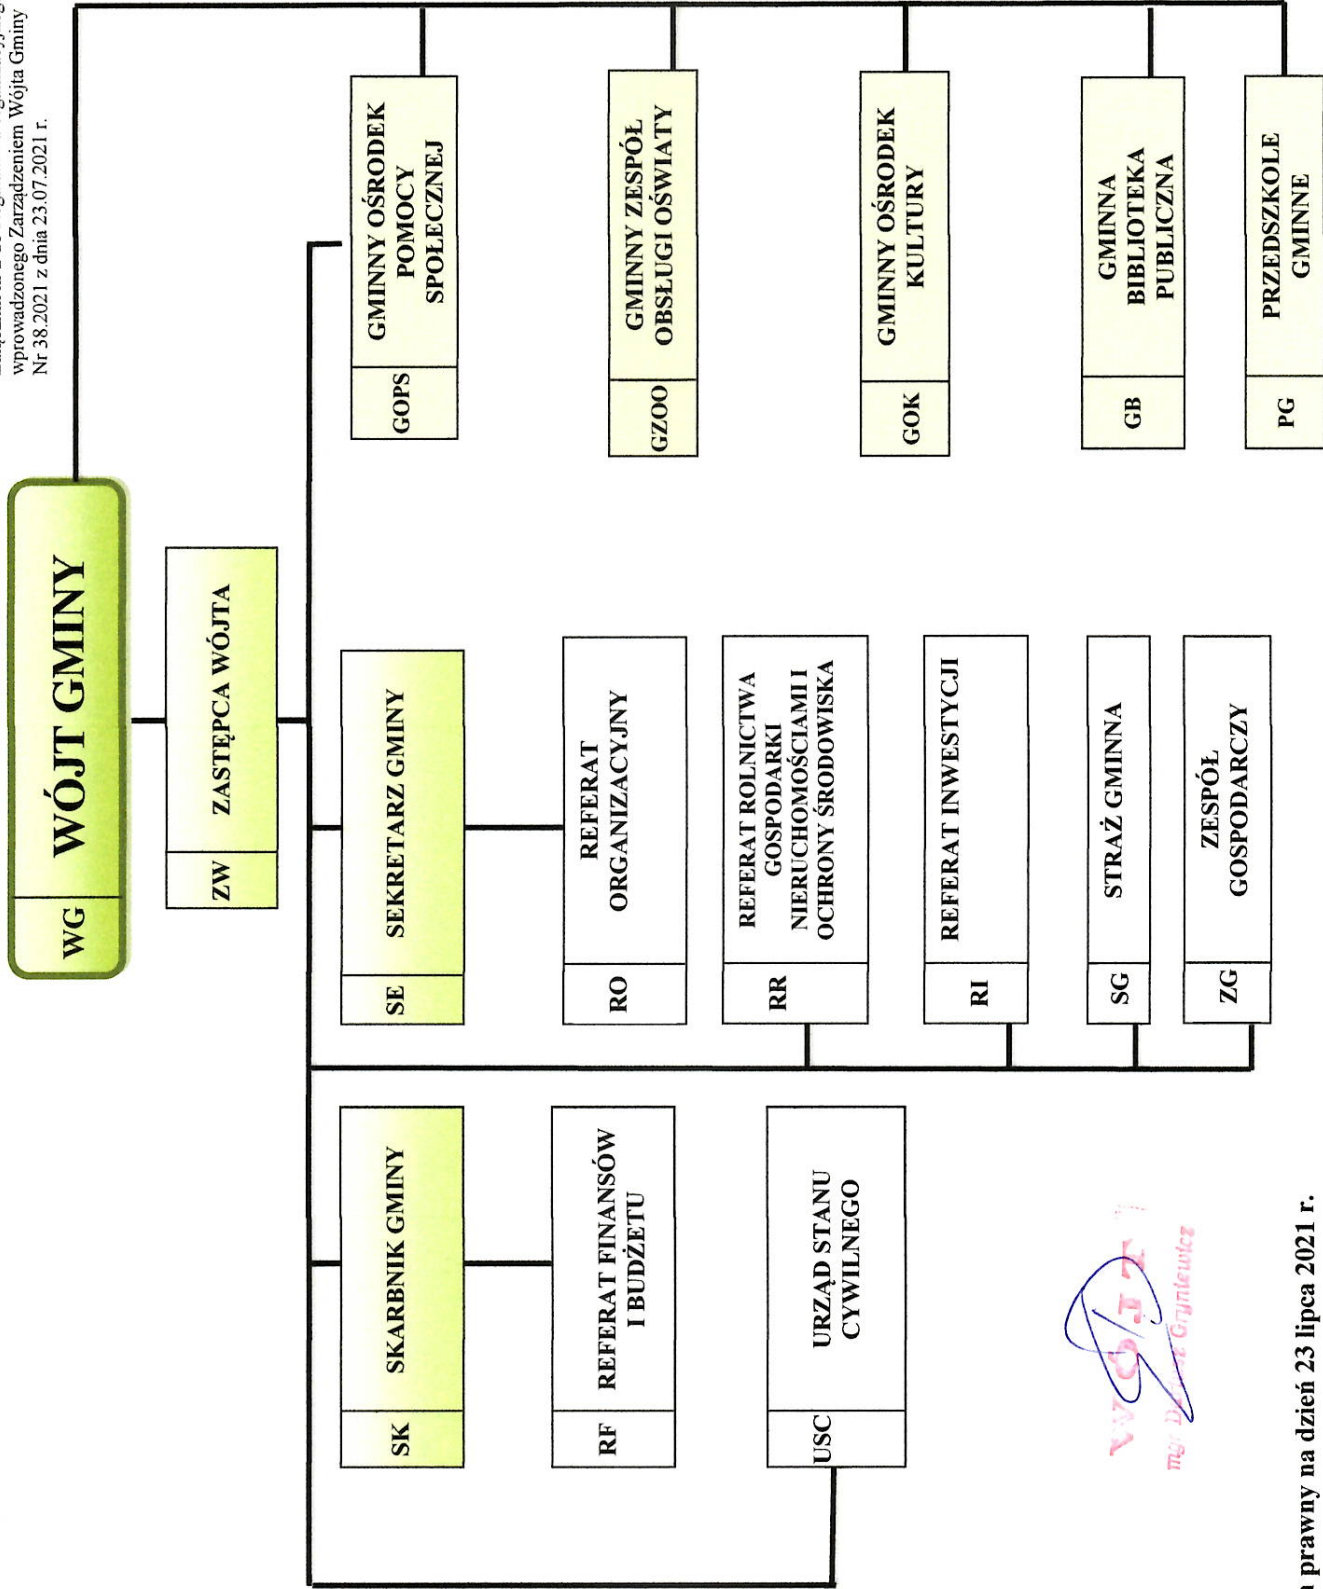 wprowadzonego Zarządzeniem Wójta Gminy
Nr 38.2021 z dnia 23.07.2021 r.
WG
WÓJT GMINY
ZW
ZASTĘPCA WÓJTA
SK
SKARBNIK GMINY
SE
SEKRETARZ GMINY
GOPS
GMINNY OŚRODEK
POMOCY
SPOŁECZNEJ
RF
REFERAT FINANSÓW
I BUDŻETU
RO
REFERAT
ORGANIZACYJNY
GZOO
GMINNY ZESPÓŁ
OBSŁUGI OŚWIATY
USC
URZĄD STANU
CYWILNEGO
RR
REFERAT ROLNICTWA
GOSPODARKI
NIERUCHOMOŚCIAMI I
OCHRONY ŚRODOWISKA
GOK
GMINNY OŚRODEK
KULTURY
RI
REFERAT INWESTYCJI
SG
STRAŻ GMINNA
GB
GMINNA
BIBLIOTEKA
PUBLICZNA
ZG
ZESPÓŁ
GOSPODARCZY
PG
PRZEDSZKOLE
GMINNE
WÓJT
mgr Gryniewicz
prawny na dzień 23 lipca 2021 r.